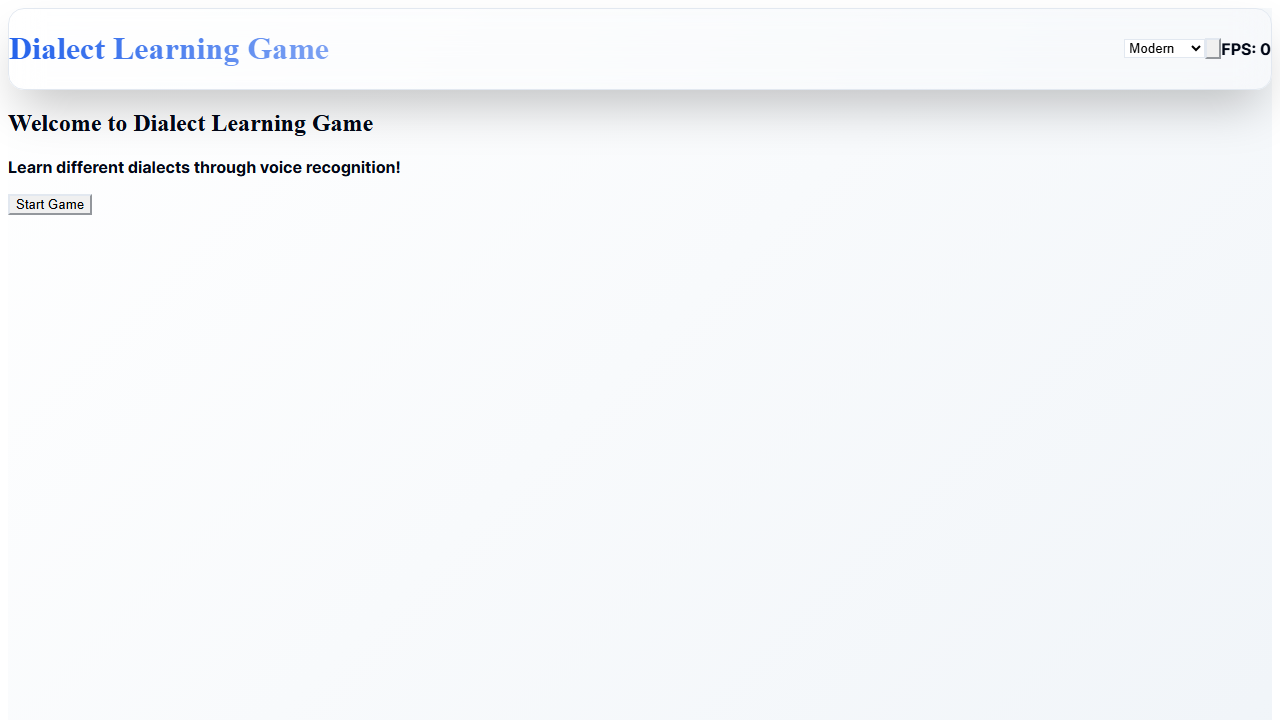 Dialect Learning Game
Modern
FPS: 0
Welcome to Dialect Learning Game
Learn different dialects through voice recognition!
Start Game